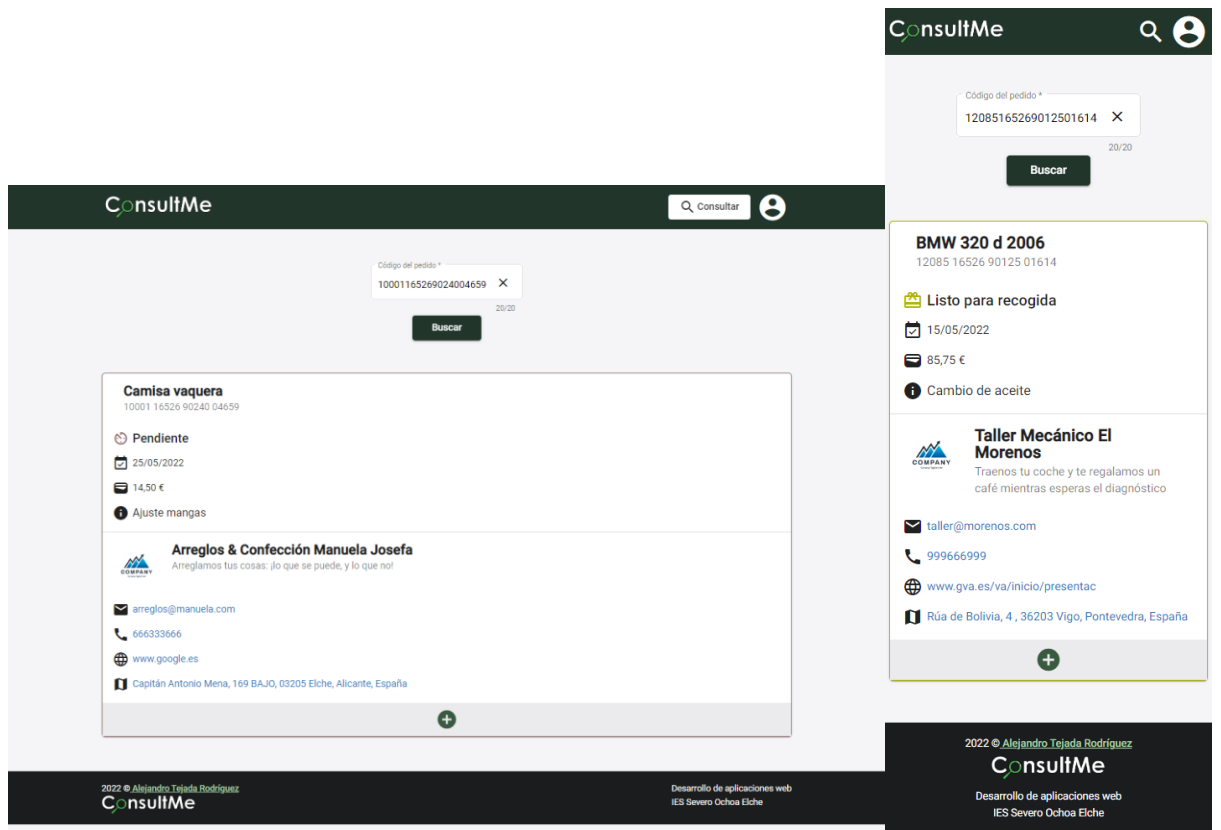 ConsultMe
Consultar
Código del pedido *
10001165269024004659
20/20
Buscar
Camisa vaquera
10001 16526 90240 04659
Pendiente
25/05/2022
14,50 €
Ajuste mangas
COMPANY
Arreglos & Confección Manuela Josefa
Arreglamos tus cosas: ¡lo que se puede, y lo que no!
arreglos@manuela.com
666333666
www.google.es
Capitán Antonio Mena, 169 BAJO, 03205 Elche, Alicante, España
2022 © Alejandro Tejada Rodríguez
ConsultMe
Desarrollo de aplicaciones web
IES Severo Ochoa Elche
ConsultMe
Código del pedido *
12085165269012501614
20/20
Buscar
BMW 320 d 2006
12085 16526 90125 01614
Listo para recogida
15/05/2022
85,75 €
Cambio de aceite
COMPANY
Taller Mecánico El
Morenos
Traenos tu coche y te regalamos un
café mientras esperas el diagnóstico
taller@morenos.com
999666999
www.gva.es/va/inicio/presentac
Rúa de Bolivia, 4 , 36203 Vigo, Pontevedra, España
2022 © Alejandro Tejada Rodríguez
ConsultMe
Desarrollo de aplicaciones web
IES Severo Ochoa Elche